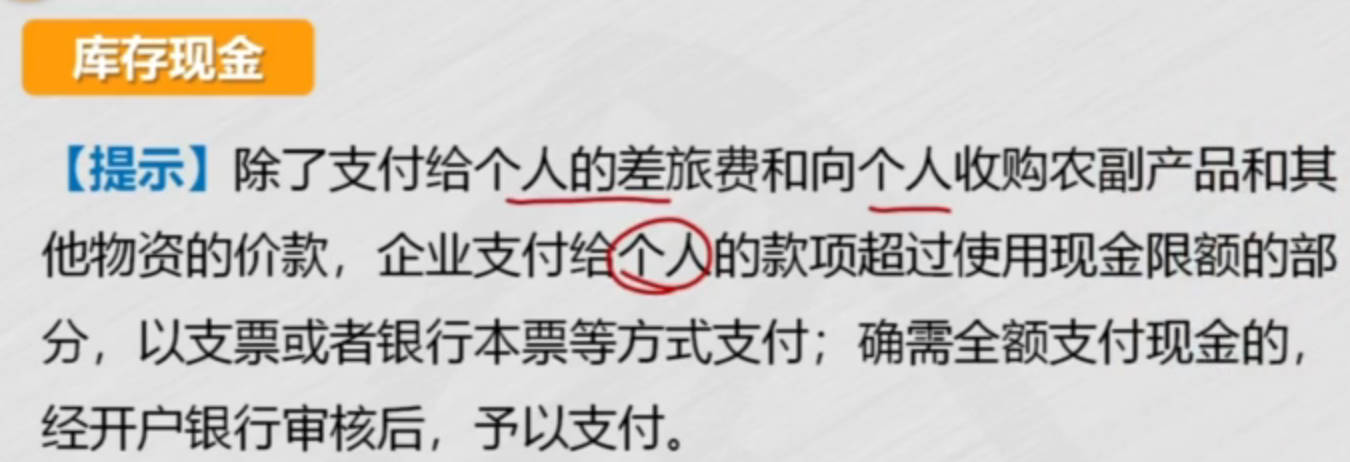 库存现金
【提示】除了支付给个人的差旅费和向个人收购农副产品和其
他物资的价款，企业支付给个人的款项超过使用现金限额的部
分，以支票或者银行本票等方式支付；确需全额支付现金的，
经开户银行审核后，予以支付。